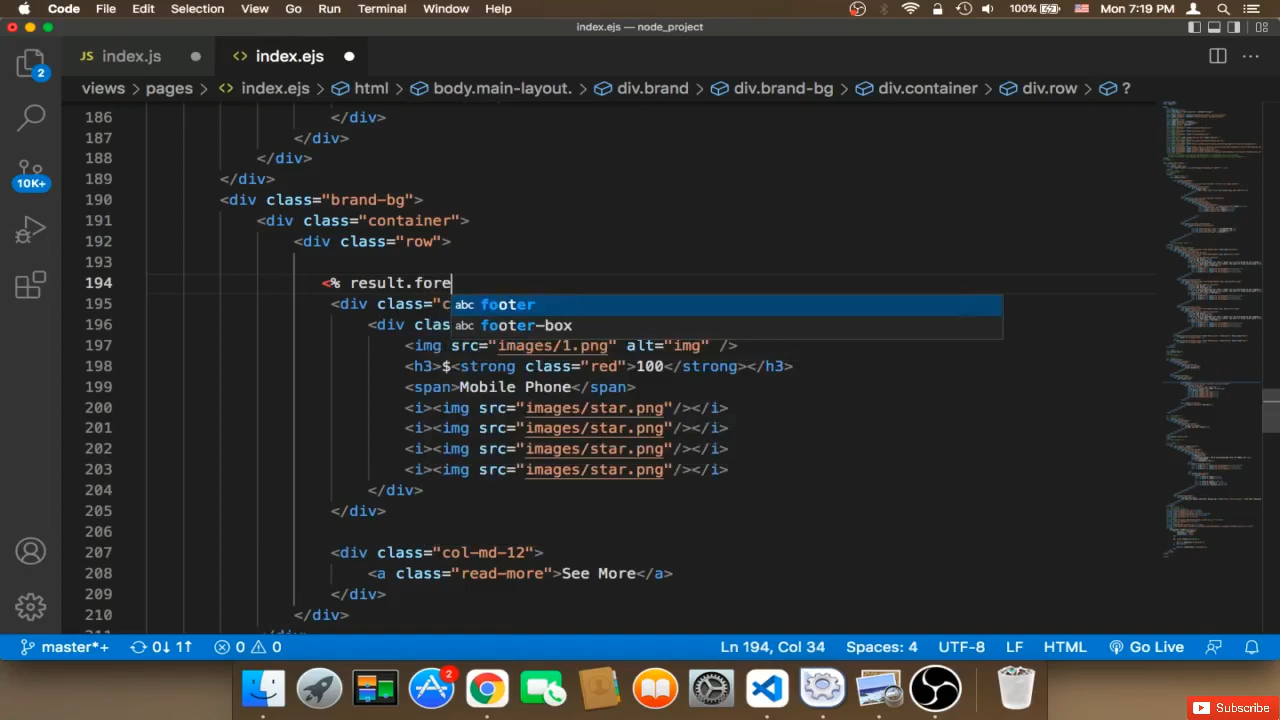 Code File Edit Selection View Go Run Terminal Window Help 100% Mon 7:19 PM
index.ejs — node_project
2 JS index.js <> index.ejs
views > pages > <> index.ejs > html > body.main-layout. > div.brand > div.brand-bg > div.container > div.row > ?
186 </div>
187 </div>
188 </div>
189 </div>
190 <div class="brand-bg">
191 <div class="container">
192 <div class="row">
193
194 <% result.fore
footer
footer-box
195 <div class="c
196 <div clas
197 <img src="images/1.png" alt="img" />
198 <h3>$<strong class="red">100</strong></h3>
199 <span>Mobile Phone</span>
200 <i><img src="images/star.png"/></i>
201 <i><img src="images/star.png"/></i>
202 <i><img src="images/star.png"/></i>
203 <i><img src="images/star.png"/></i>
204 </div>
205 </div>
206
207 <div class="col-md-12">
208 <a class="read-more">See More</a>
209 </div>
210 </div>
10K+
abc
abc
master*+ 0↓ 1↑ 0 0 Ln 194, Col 34 Spaces: 4 UTF-8 LF HTML Go Live
2
Subscribe